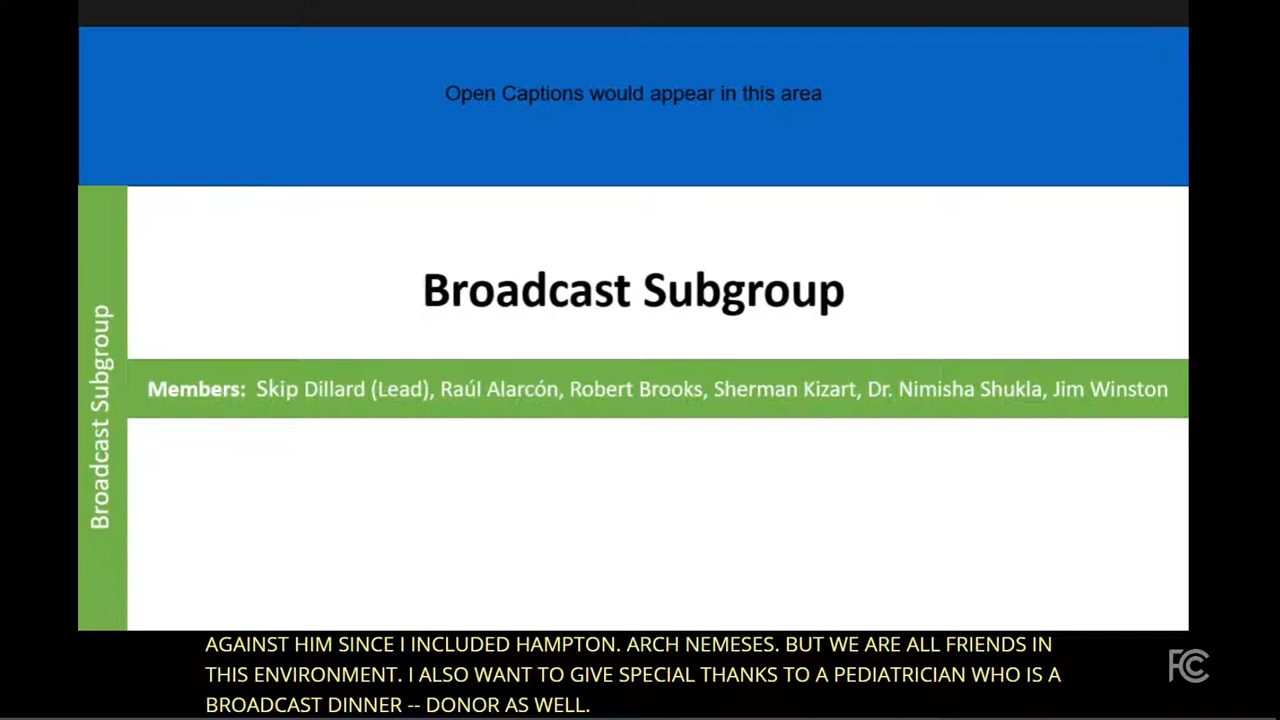 Open Captions would appear in this area
Broadcast Subgroup
Broadcast Subgroup
Members: Skip Dillard (Lead), Raúl Alarcón, Robert Brooks, Sherman Kizart, Dr. Nimisha Shukla, Jim Winston
AGAINST HIM SINCE I INCLUDED HAMPTON. ARCH NEMESES. BUT WE ARE ALL FRIENDS IN
THIS ENVIRONMENT. I ALSO WANT TO GIVE SPECIAL THANKS TO A PEDIATRICIAN WHO IS A
BROADCAST DINNER -- DONOR AS WELL.
FCC